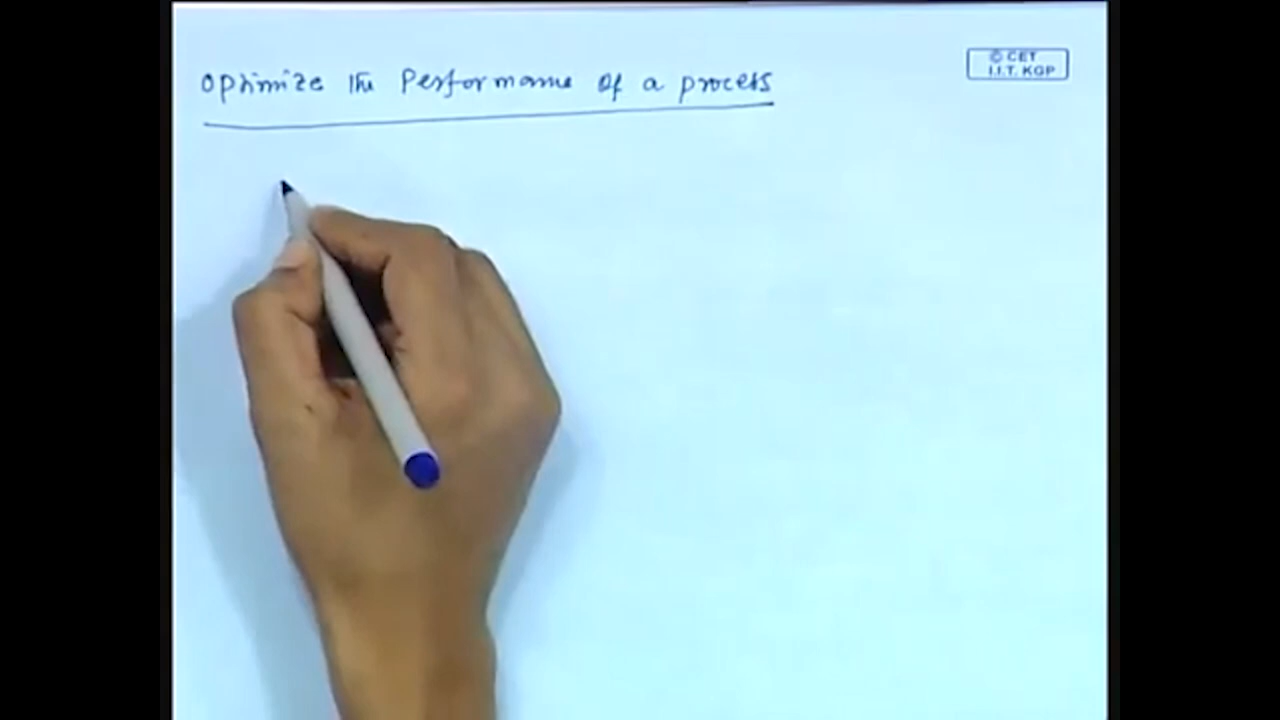 Optimize the Performance of a process
© CET
I.I.T. KGP